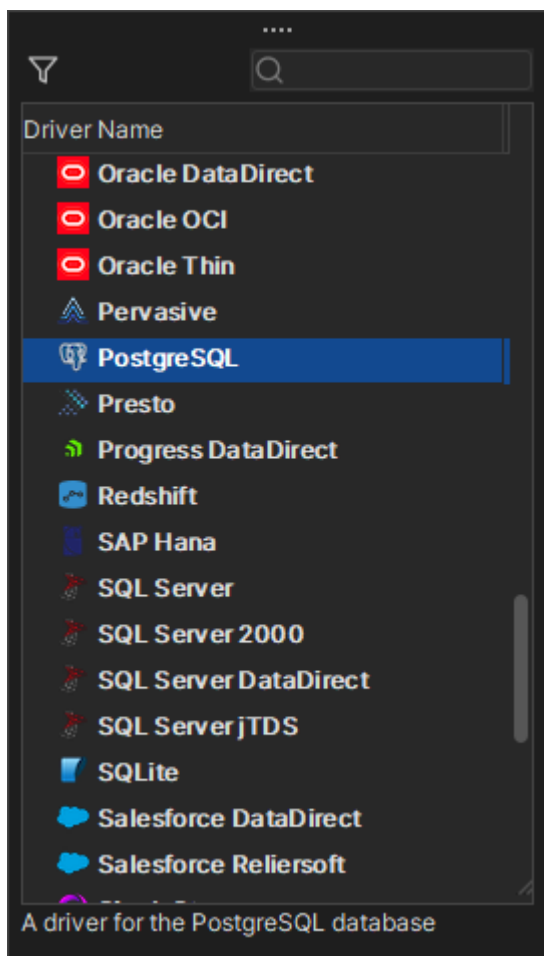 Driver Name
Oracle DataDirect
Oracle OCI
Oracle Thin
Pervasive
PostgreSQL
Presto
Progress DataDirect
Redshift
SAP Hana
SQL Server
SQL Server 2000
SQL Server DataDirect
SQL Server jTDS
SQLite
Salesforce DataDirect
Salesforce Reliersoft
A driver for the PostgreSQL database